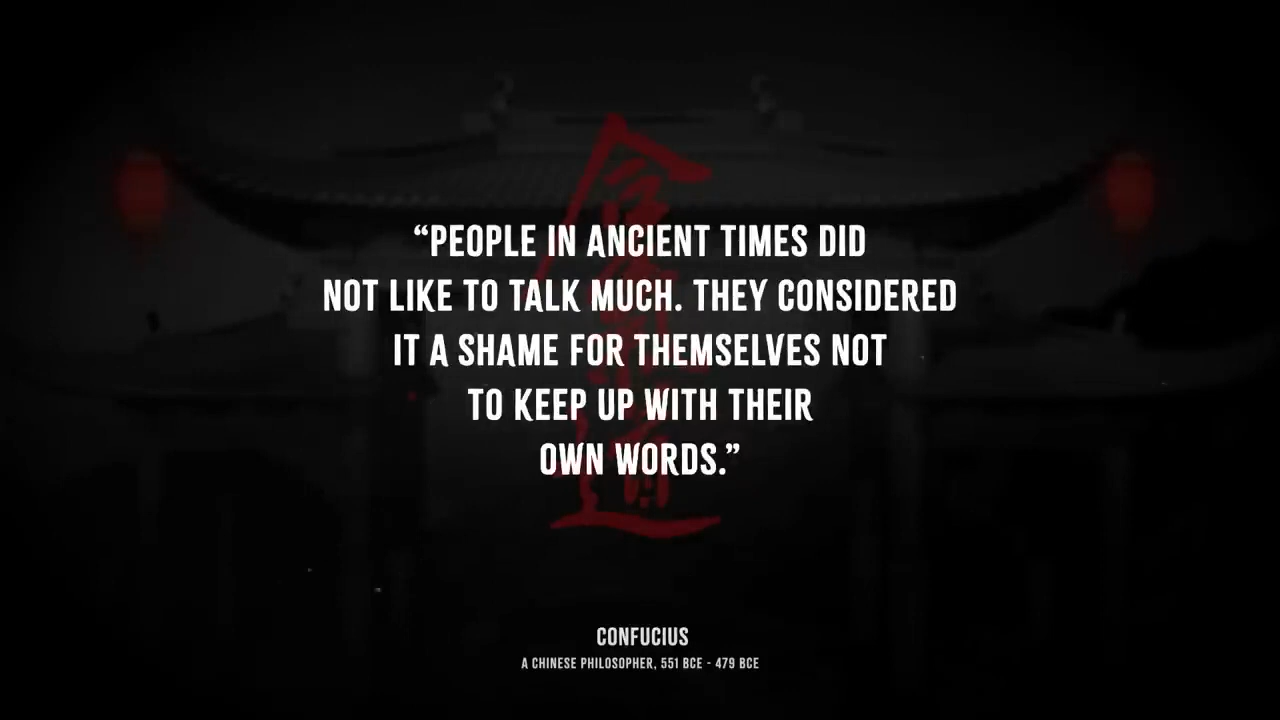 “PEOPLE IN ANCIENT TIMES DID
NOT LIKE TO TALK MUCH. THEY CONSIDERED
IT A SHAME FOR THEMSELVES NOT
TO KEEP UP WITH THEIR
OWN WORDS.”
CONFUCIUS
A CHINESE PHILOSOPHER, 551 BCE - 479 BCE